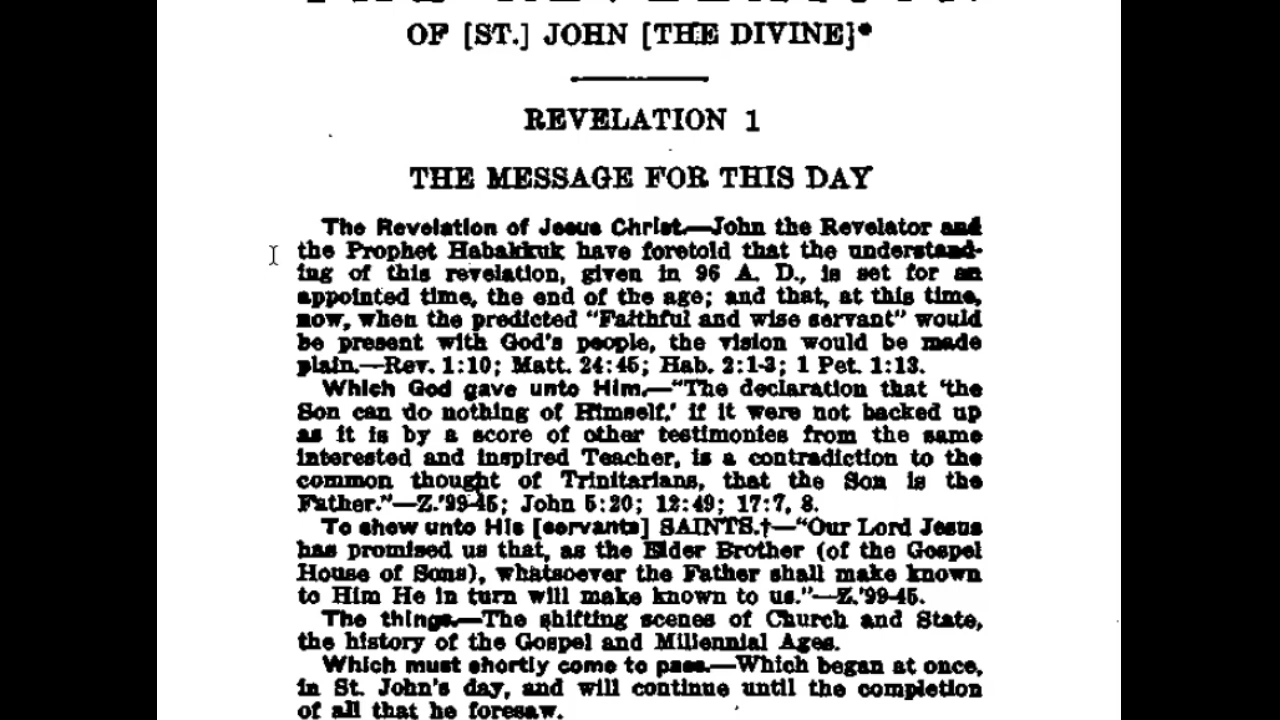 OF [ST.] JOHN [THE DIVINE]*
REVELATION 1
THE MESSAGE FOR THIS DAY
The Revelation of Jesus Christ.—John the Revelator and
the Prophet Habakkuk have foretold that the understand-
ing of this revelation, given in 96 A. D., is set for an
appointed time, the end of the age; and that, at this time,
now, when the predicted "Faithful and wise servant" would
be present with God's people, the vision would be made
plain.—Rev. 1:10; Matt. 24:45; Hab. 2:1-3; 1 Pet. 1:13.
Which God gave unto Him.—"The declaration that 'the
Son can do nothing of Himself,' if it were not backed up
as it is by a score of other testimonies from the same
interested and inspired Teacher, is a contradiction to the
common thought of Trinitarians, that the Son is the
Father."—Z.'99-45; John 5:20; 12:49; 17:7, 8.
To shew unto His [servants] SAINTS.†—"Our Lord Jesus
has promised us that, as the Elder Brother (of the Gospel
House of Sons), whatsoever the Father shall make known
to Him He in turn will make known to us."—Z.'99-45.
The things.—The shifting scenes of Church and State,
the history of the Gospel and Millennial Ages.
Which must shortly come to pass.—Which began at once,
in St. John's day, and will continue until the completion
of all that he foresaw.